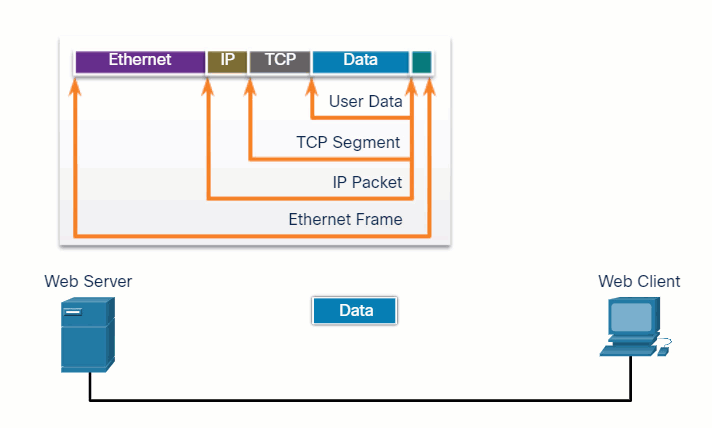 Ethernet IP TCP Data
User Data
TCP Segment
IP Packet
Ethernet Frame
Web Server
Web Client
Data